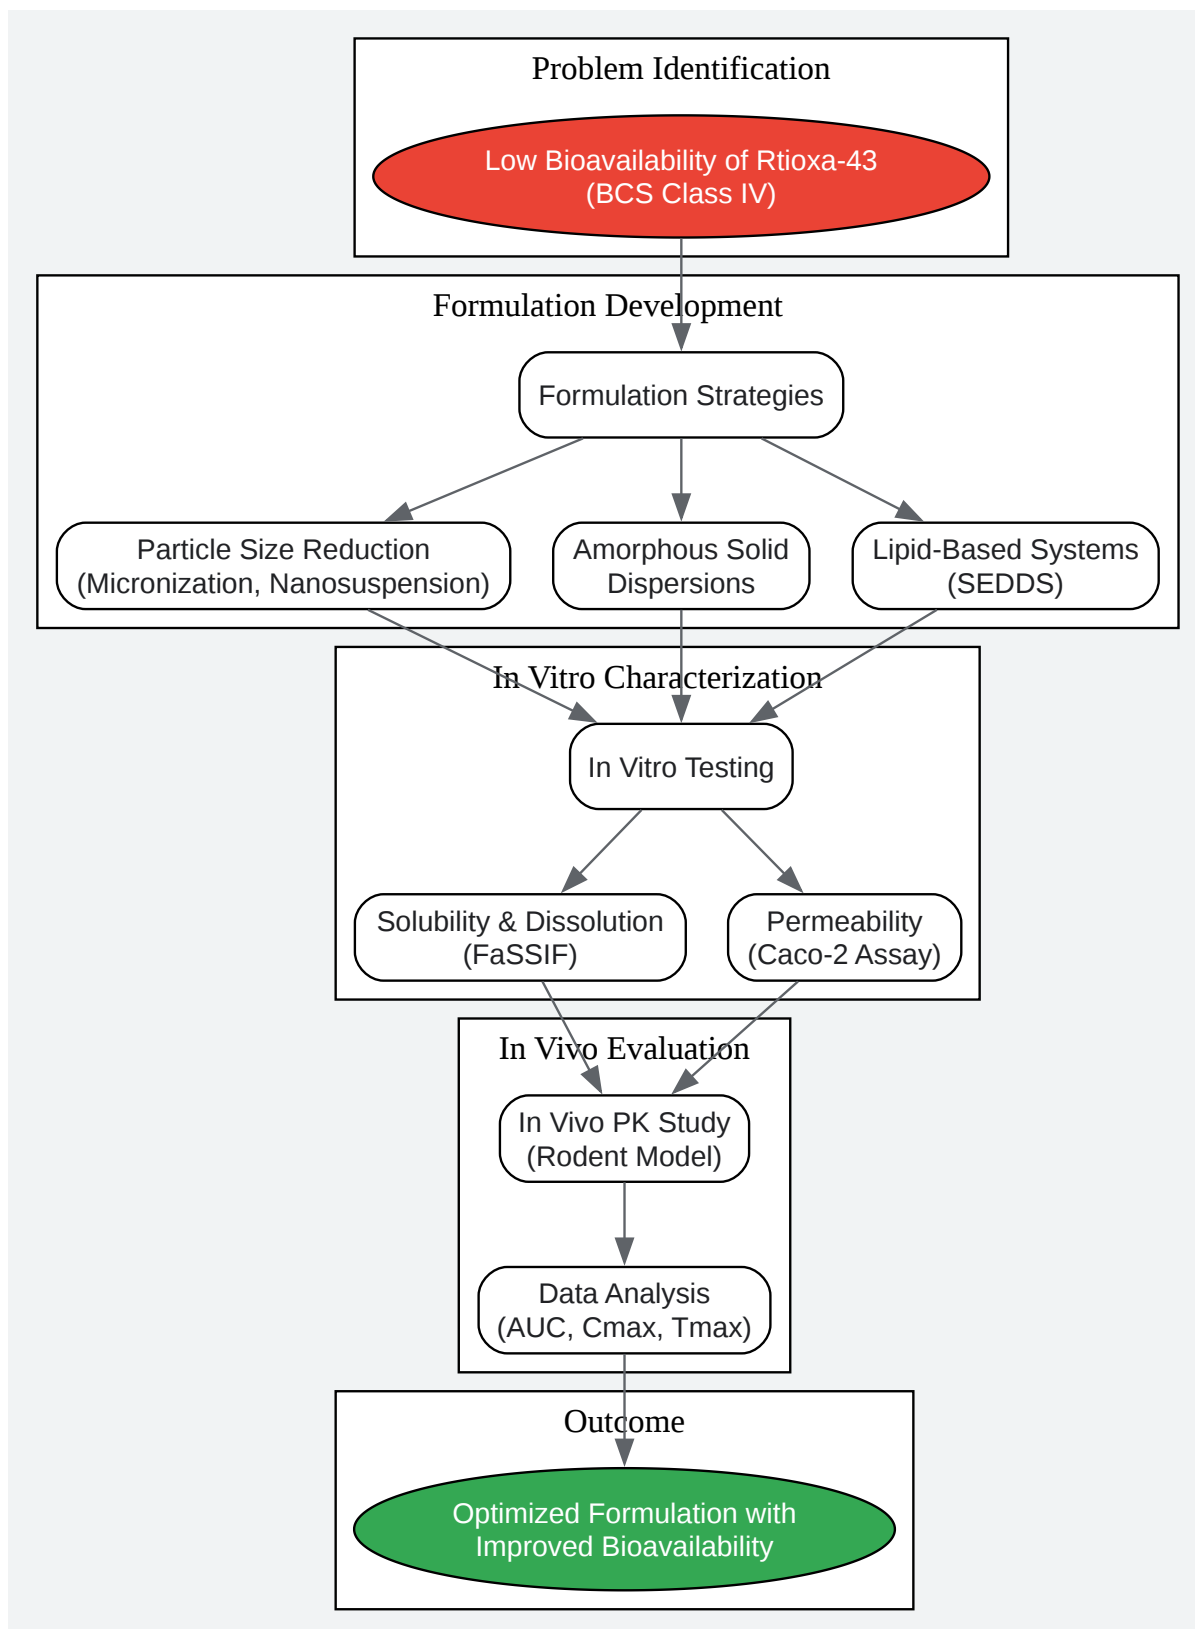 Problem Identification
Low Bioavailability of Rtioxa-43
(BCS Class IV)
Formulation Development
Formulation Strategies
Particle Size Reduction
(Micronization, Nanosuspension)
Amorphous Solid
Dispersions
Lipid-Based Systems
(SEDDS)
In Vitro Characterization
In Vitro Testing
Solubility & Dissolution
(FaSSIF)
Permeability
(Caco-2 Assay)
In Vivo Evaluation
In Vivo PK Study
(Rodent Model)
Data Analysis
(AUC, Cmax, Tmax)
Outcome
Optimized Formulation with
Improved Bioavailability